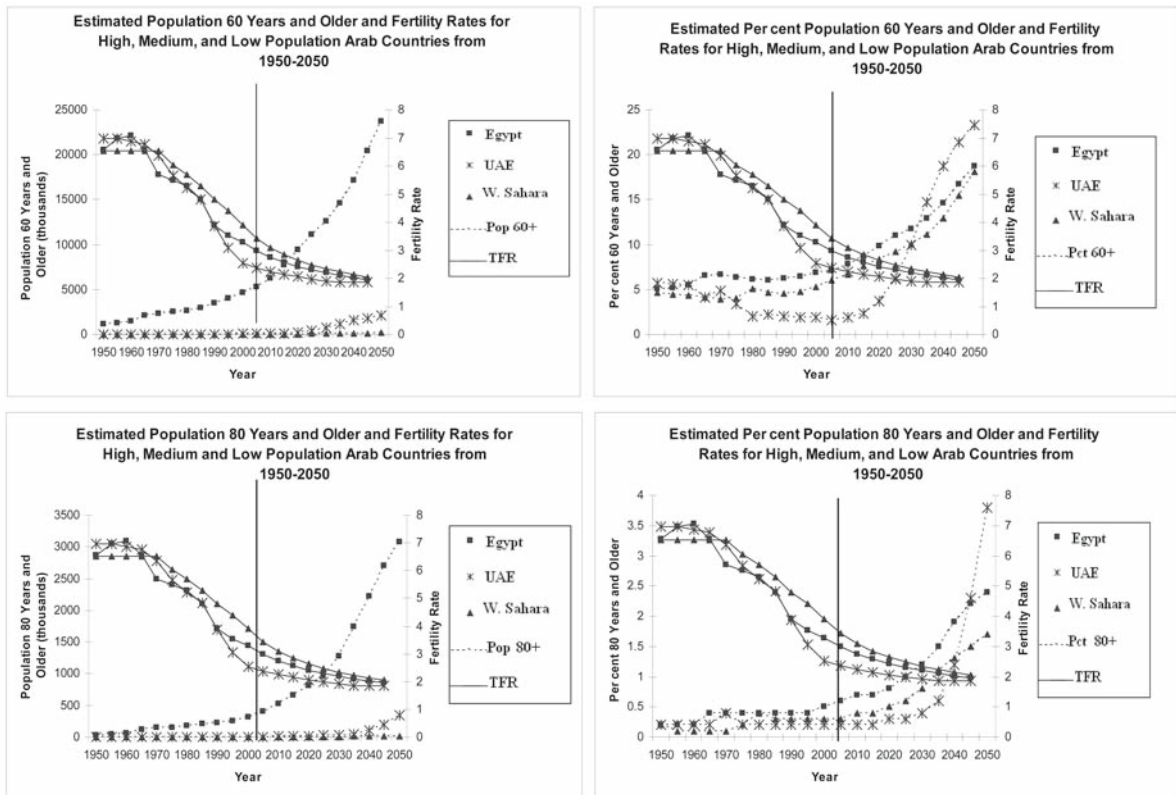 Estimated Population 60 Years and Older and Fertility Rates for
High, Medium, and Low Population Arab Countries from
1950-2050
Population 60 Years and
Older (thousands)
25000
20000
15000
10000
5000
0
8
7
6
5
4
3
2
1
0
Fertility Rate
1950 1960 1970 1980 1990 2000 2010 2020 2030 2040 2050
Year
Egypt
UAE
W. Sahara
Pop 60+
TFR
Estimated Per cent Population 60 Years and Older and Fertility
Rates for High, Medium, and Low Population Arab Countries from
1950-2050
Per cent 60 Years and Older
25
20
15
10
5
0
8
7
6
5
4
3
2
1
0
Fertility Rate
1950 1960 1970 1980 1990 2000 2010 2020 2030 2040 2050
Year
Egypt
UAE
W. Sahara
Pct 60+
TFR
Estimated Population 80 Years and Older and Fertility Rates for
High, Medium and Low Population Arab Countries from
1950-2050
Population 80 Years and
Older (thousands)
3500
3000
2500
2000
1500
1000
500
0
8
7
6
5
4
3
2
1
0
Fertility Rate
1950 1960 1970 1980 1990 2000 2010 2020 2030 2040 2050
Year
Egypt
UAE
W. Sahara
Pop 80+
TFR
Estimated Per cent Population 80 Years and Older and Fertility
Rates for High, Medium, and Low Arab Countries from
1950-2050
Per cent 80 Years and Older
4
3.5
3
2.5
2
1.5
1
0.5
0
8
7
6
5
4
3
2
1
0
Fertility Rate
1950 1960 1970 1980 1990 2000 2010 2020 2030 2040 2050
Year
Egypt
UAE
W. Sahara
Pct 80+
TFR